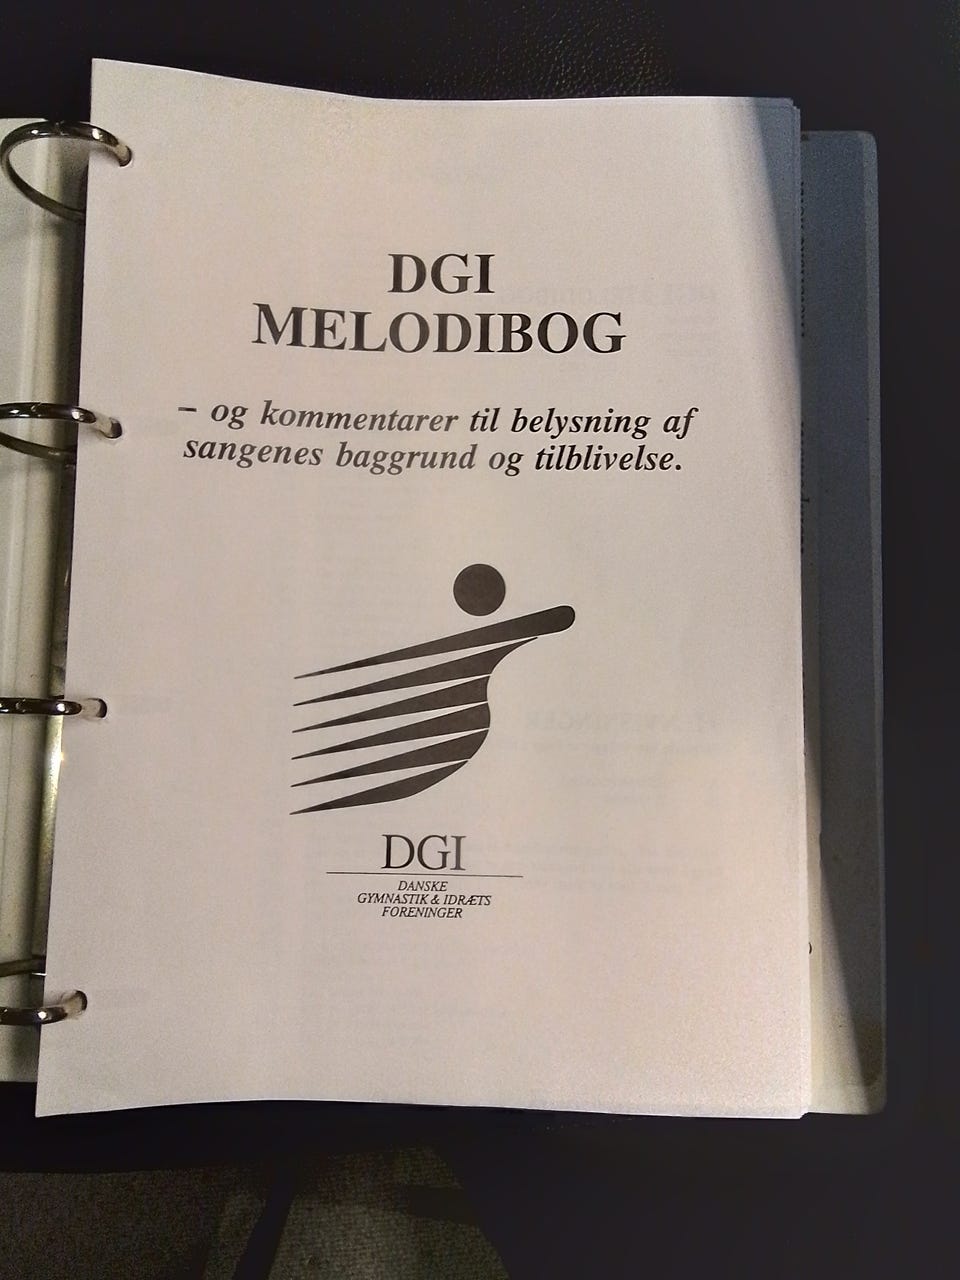 DGI
MELODIBOG
– og kommentarer til belysning af
sangenes baggrund og tilblivelse.
DGI
DANSKE
GYMNASTIK & IDRÆTS
FORENINGER